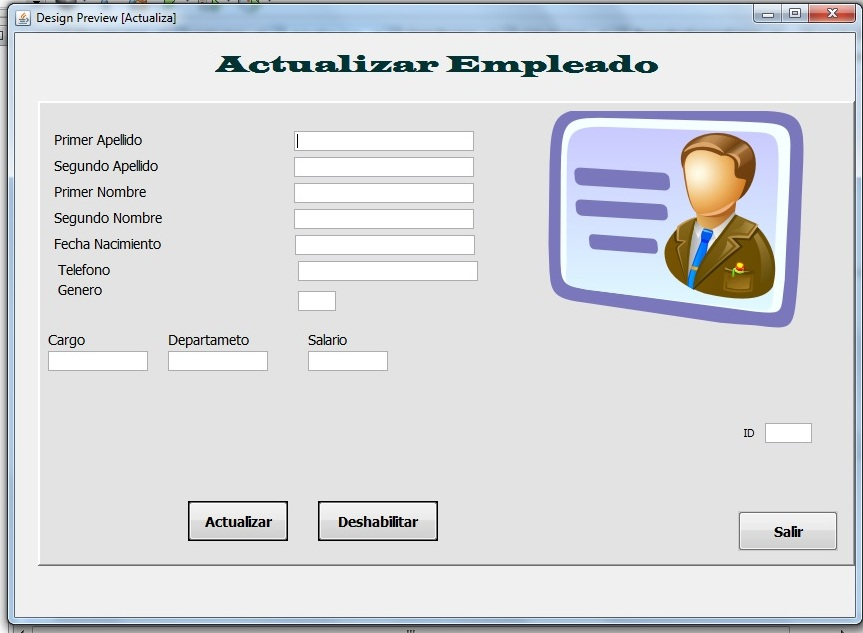 Design Preview [Actualiza]
Actualizar Empleado
Primer Apellido
Segundo Apellido
Primer Nombre
Segundo Nombre
Fecha Nacimiento
Telefono
Genero
Cargo Departameto Salario
ID
Actualizar Deshabilitar
Salir